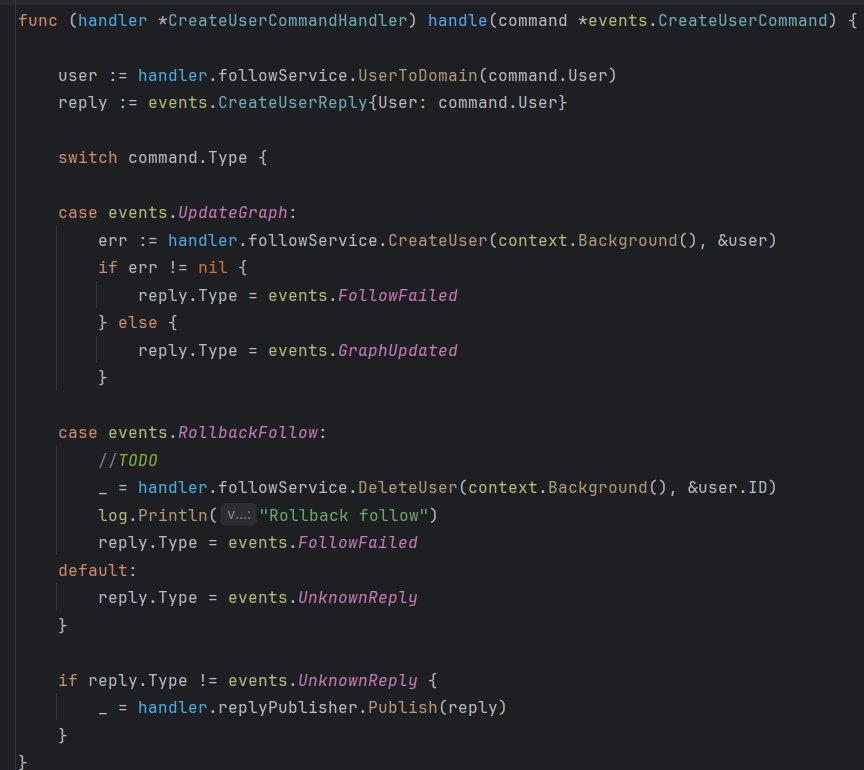 func (handler *CreateUserCommandHandler) handle(command *events.CreateUserCommand) {
user := handler.followService.UserToDomain(command.User)
reply := events.CreateUserReply{User: command.User}
switch command.Type {
case events.UpdateGraph:
err := handler.followService.CreateUser(context.Background(), &user)
if err != nil {
reply.Type = events.FollowFailed
} else {
reply.Type = events.GraphUpdated
}
case events.RollbackFollow:
//TODO
_ = handler.followService.DeleteUser(context.Background(), &user.ID)
log.Println( v...: "Rollback follow")
reply.Type = events.FollowFailed
default:
reply.Type = events.UnknownReply
}
if reply.Type != events.UnknownReply {
_ = handler.replyPublisher.Publish(reply)
}
}